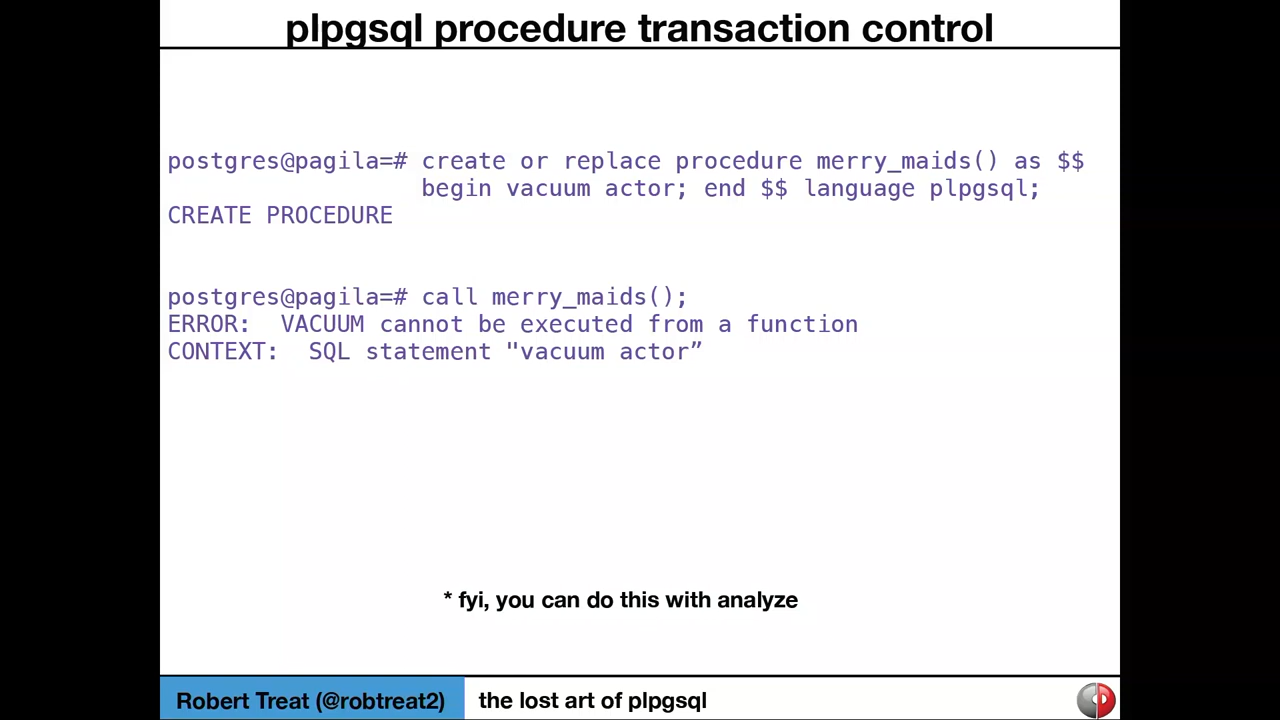 plpgsql procedure transaction control
postgres@pagila=# create or replace procedure merry_maids() as $$
begin vacuum actor; end $$ language plpgsql;
CREATE PROCEDURE
postgres@pagila=# call merry_maids();
ERROR:  VACUUM cannot be executed from a function
CONTEXT:  SQL statement "vacuum actor”
* fyi, you can do this with analyze
Robert Treat (@robtreat2)
the lost art of plpgsql